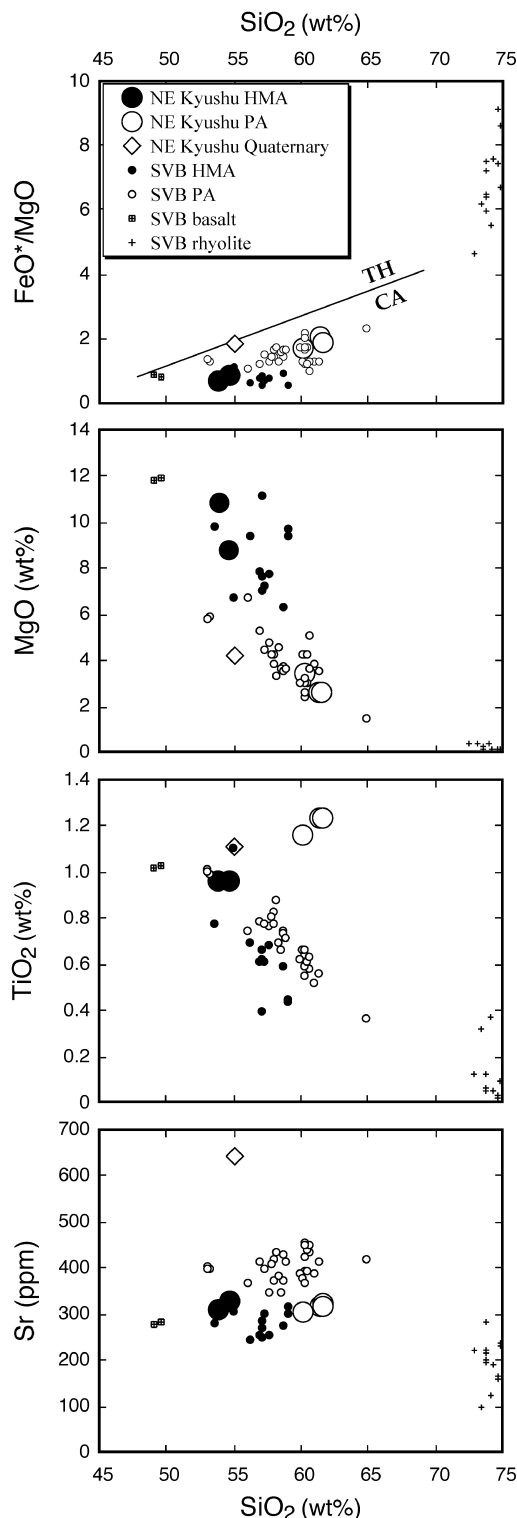 SiO2 (wt%)
45 50 55 60 65 70 75
10
8
6
4
2
0
FeO*/MgO
NE Kyushu HMA
NE Kyushu PA
NE Kyushu Quaternary
SVB HMA
SVB PA
SVB basalt
SVB rhyolite
TH
CA
14
12
10
8
6
4
2
0
MgO (wt%)
1.4
1.2
1.0
0.8
0.6
0.4
0.2
0
TiO2 (wt%)
700
600
500
400
300
200
100
0
Sr (ppm)
45 50 55 60 65 70 75
SiO2 (wt%)